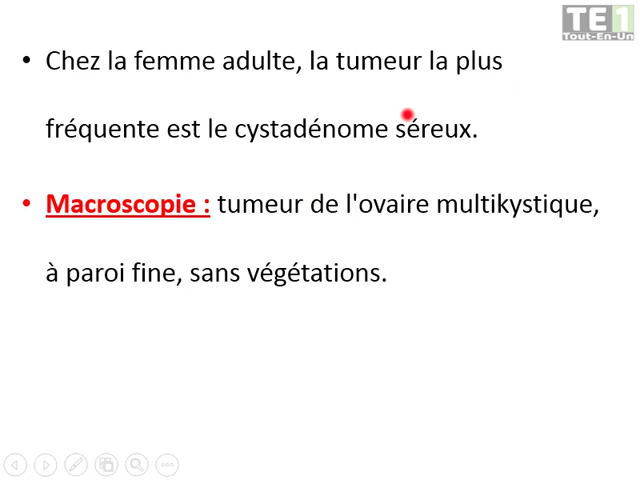 TE1
Tout-En-Un
• Chez la femme adulte, la tumeur la plus
fréquente est le cystadénome séreux.
• Macroscopie : tumeur de l'ovaire multikystique,
à paroi fine, sans végétations.